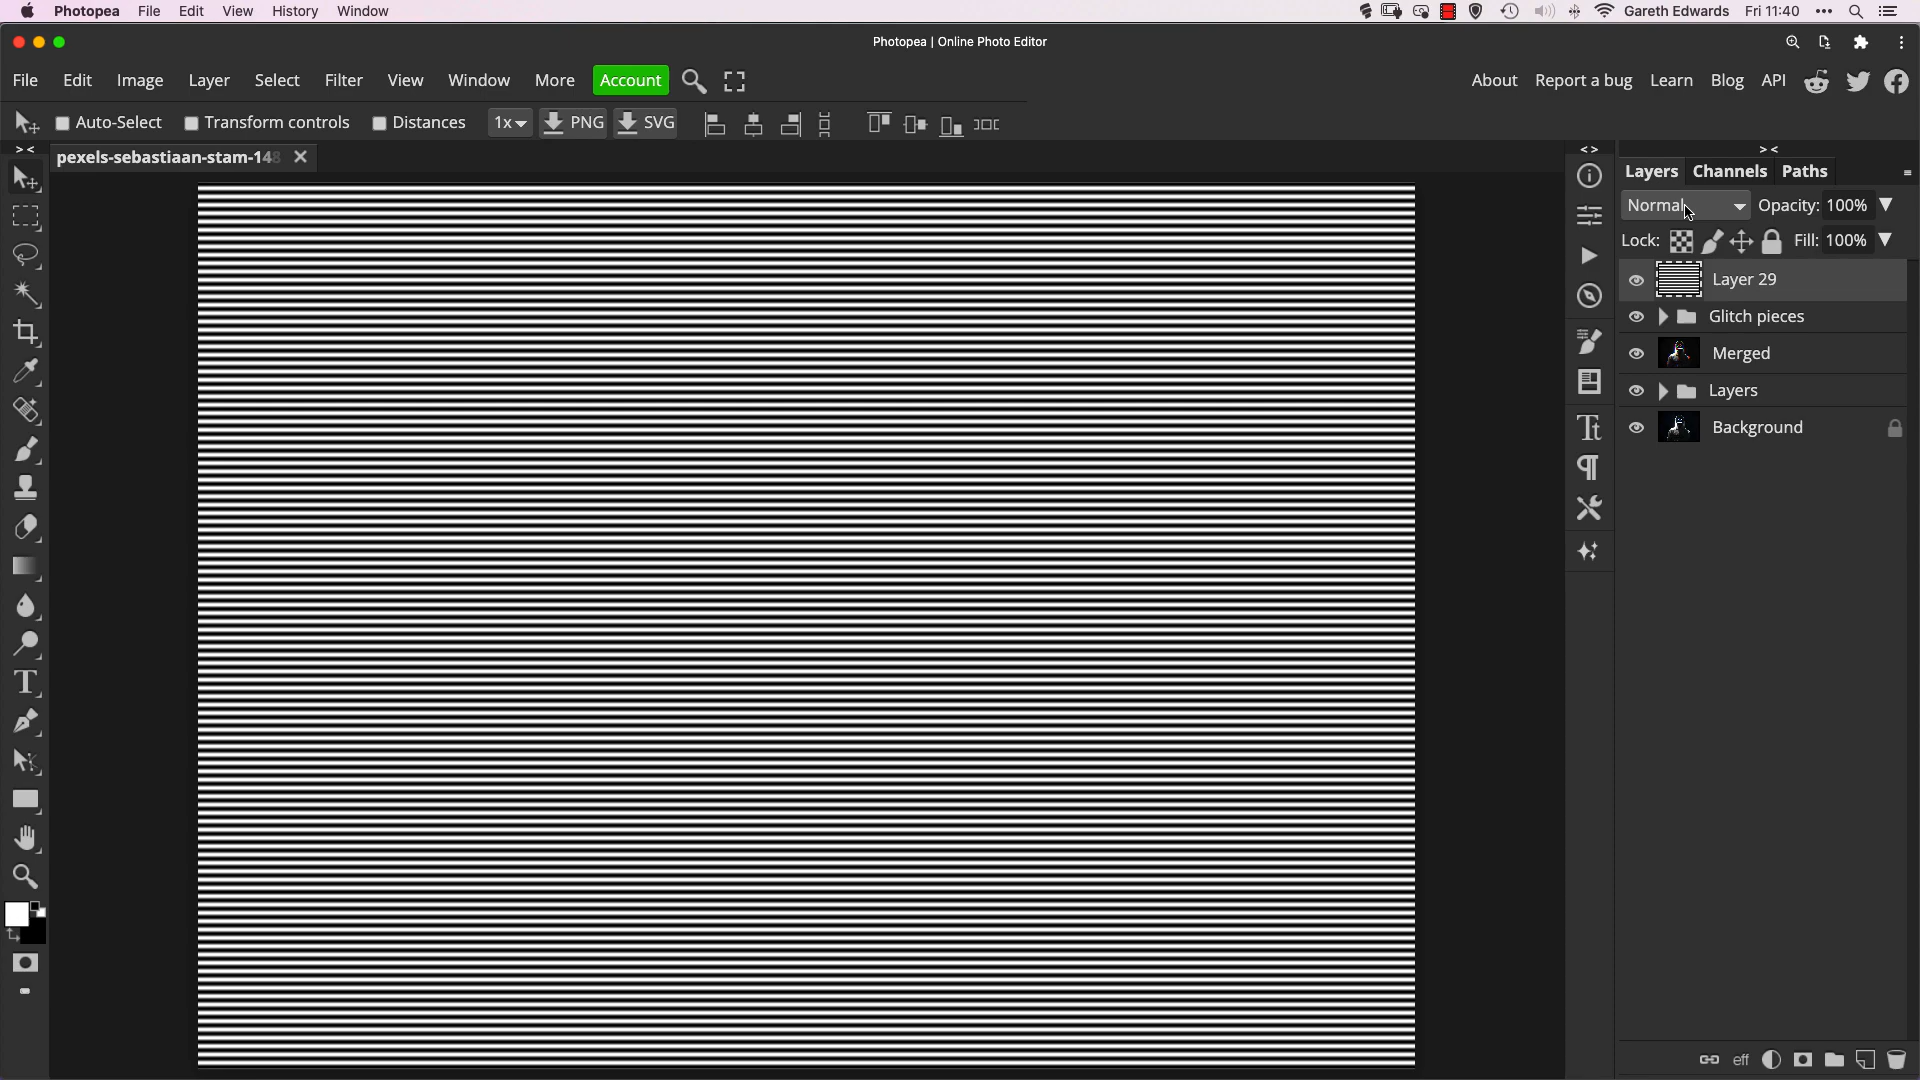 Photopea File Edit View History Window Gareth Edwards Fri 11:40
Photopea | Online Photo Editor
File Edit Image Layer Select Filter View Window More Account About Report a bug Learn Blog API
Auto-Select Transform controls Distances 1x PNG SVG
pexels-sebastiaan-stam-148
Layers Channels Paths
Normal Opacity: 100%
Lock: Fill: 100%
Layer 29
Glitch pieces
Merged
Layers
Background
eff